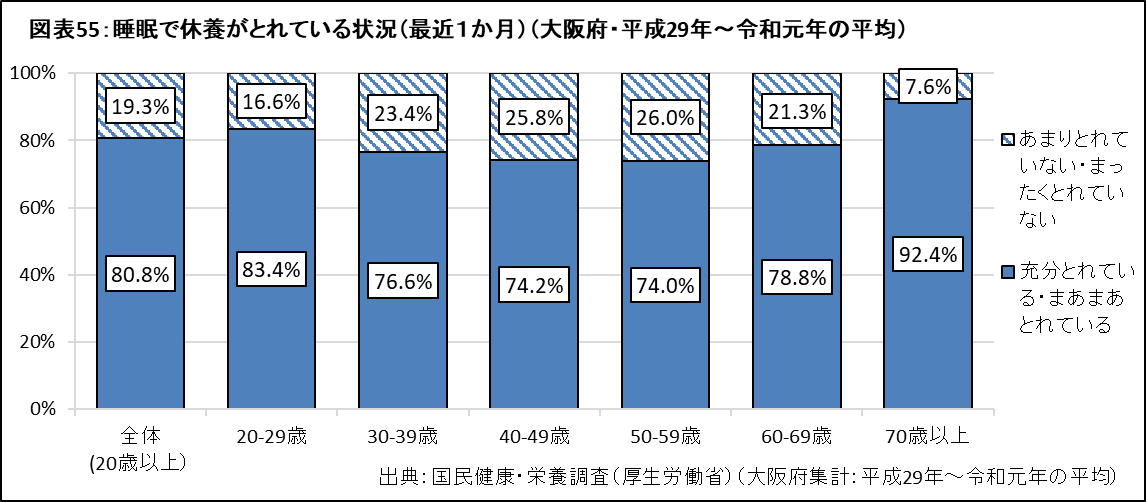 図表55：睡眠で休養がとれている状況（最近１か月）（大阪府・平成29年～令和元年の平均）
100%
80%
60%
40%
20%
0%
19.3%
16.6%
23.4%
25.8%
26.0%
21.3%
7.6%
80.8%
83.4%
76.6%
74.2%
74.0%
78.8%
92.4%
あまりとれて
いない・まっ
たくとれてい
ない
充分とれてい
る・まあまあ
とれている
全体
(20歳以上)
20-29歳
30-39歳
40-49歳
50-59歳
60-69歳
70歳以上
出典：国民健康・栄養調査（厚生労働省）（大阪府集計：平成29年～令和元年の平均）